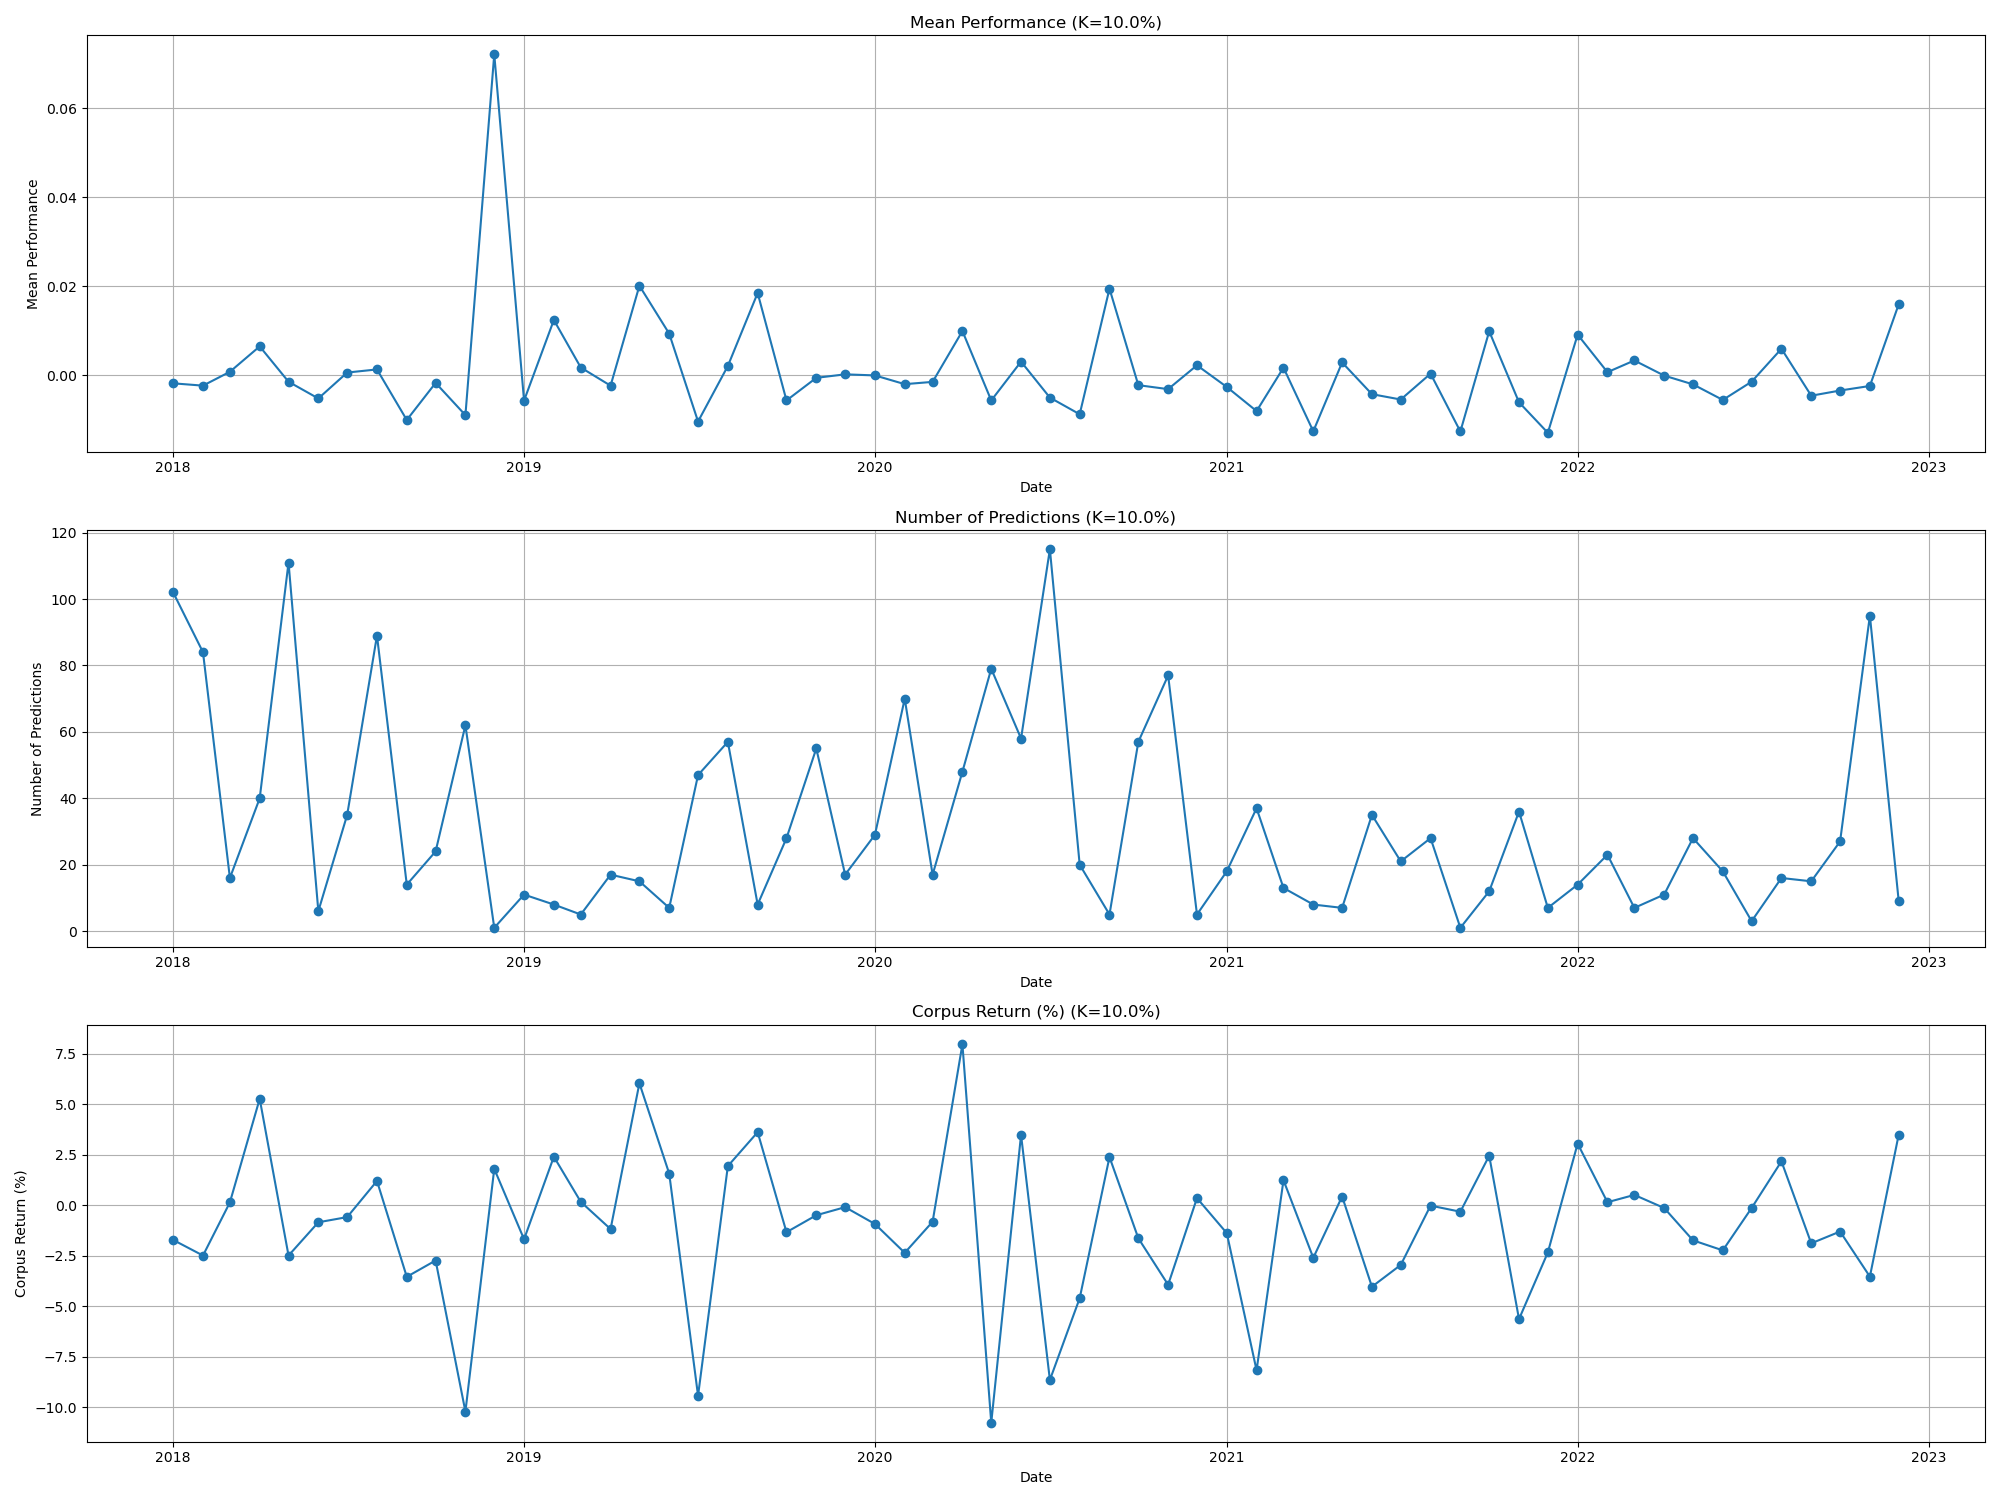 Mean Performance (K=10.0%)
Mean Performance
0.06
0.04
0.02
0.00
2018 2019 2020 2021 2022 2023
Date
Number of Predictions (K=10.0%)
Number of Predictions
120
100
80
60
40
20
0
2018 2019 2020 2021 2022 2023
Date
Corpus Return (%) (K=10.0%)
Corpus Return (%)
7.5
5.0
2.5
0.0
−2.5
−5.0
−7.5
−10.0
2018 2019 2020 2021 2022 2023
Date